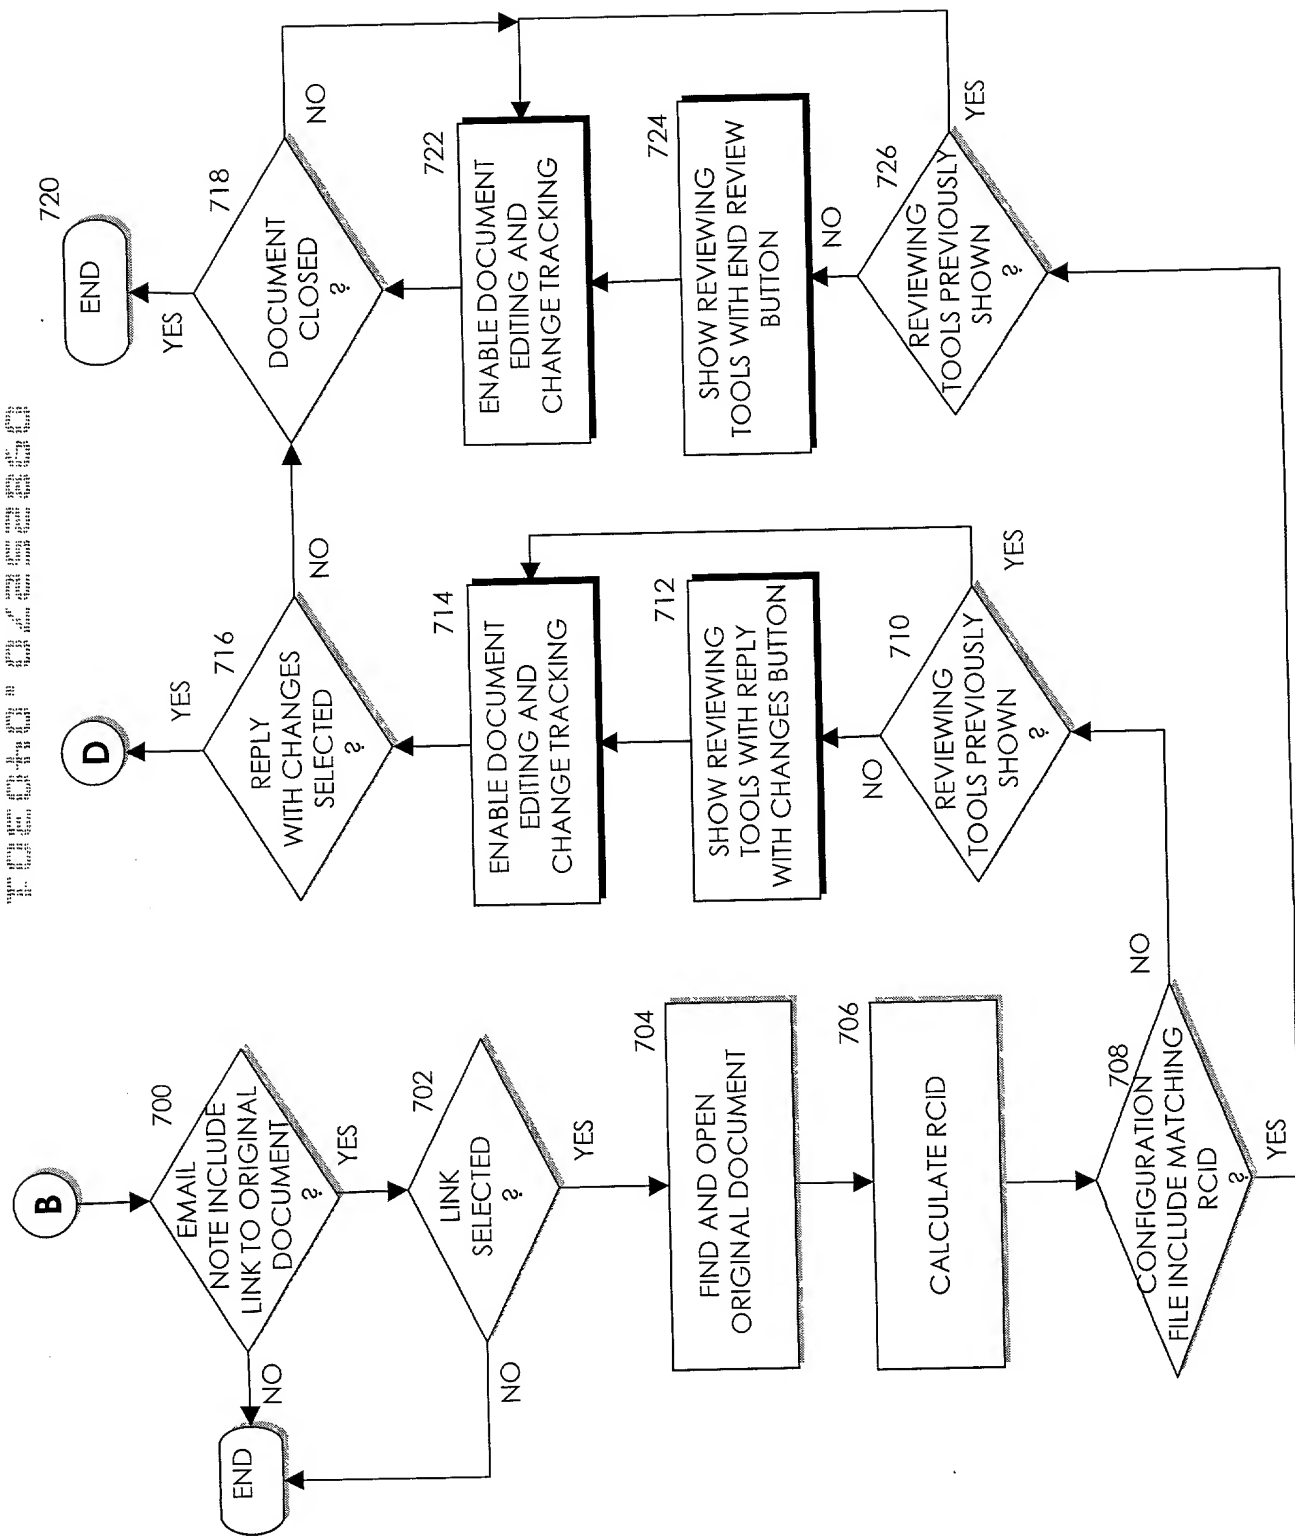 B
700
EMAIL
NOTE INCLUDE
LINK TO ORIGINAL
DOCUMENT
?
NO
YES
END
702
LINK
SELECTED
?
NO
YES
704
FIND AND OPEN
ORIGINAL DOCUMENT
706
CALCULATE RCID
708
CONFIGURATION
FILE INCLUDE MATCHING
RCID
?
NO
YES
D
YES
716
REPLY
WITH CHANGES
SELECTED
?
NO
714
ENABLE DOCUMENT
EDITING AND
CHANGE TRACKING
712
SHOW REVIEWING
TOOLS WITH REPLY
WITH CHANGES BUTTON
NO
710
REVIEWING
TOOLS PREVIOUSLY
SHOWN
?
YES
720
END
YES
718
DOCUMENT
CLOSED
?
NO
722
ENABLE DOCUMENT
EDITING AND
CHANGE TRACKING
724
SHOW REVIEWING
TOOLS WITH END REVIEW
BUTTON
NO
726
REVIEWING
TOOLS PREVIOUSLY
SHOWN
?
YES